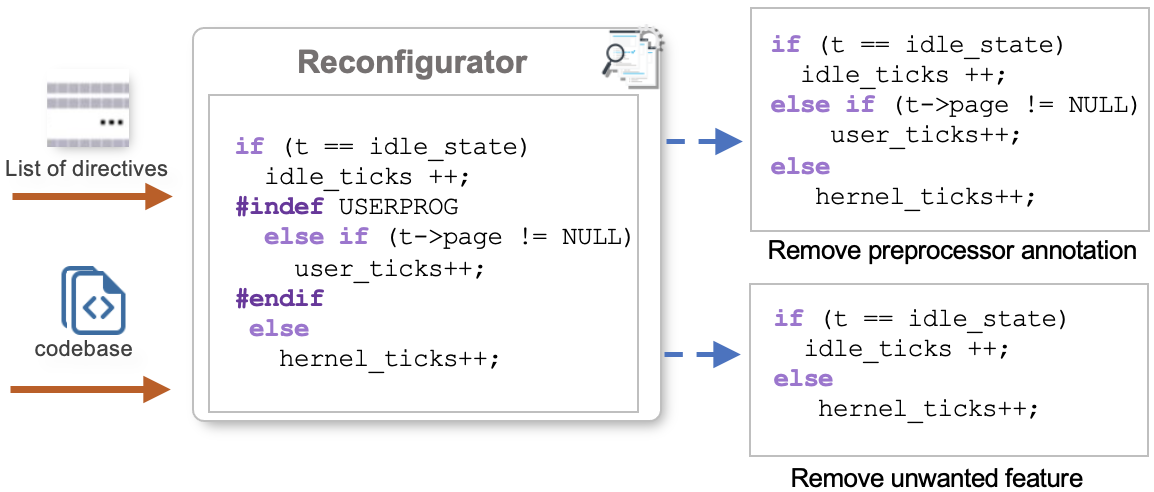 List of directives
codebase
Reconfigurator
if (t == idle_state)
idle_ticks ++;
#indef USERPROG
else if (t->page != NULL)
user_ticks++;
#endif
else
hernel_ticks++;
if (t == idle_state)
idle_ticks ++;
else if (t->page != NULL)
user_ticks++;
else
hernel_ticks++;
Remove preprocessor annotation
if (t == idle_state)
idle_ticks ++;
else
hernel_ticks++;
Remove unwanted feature